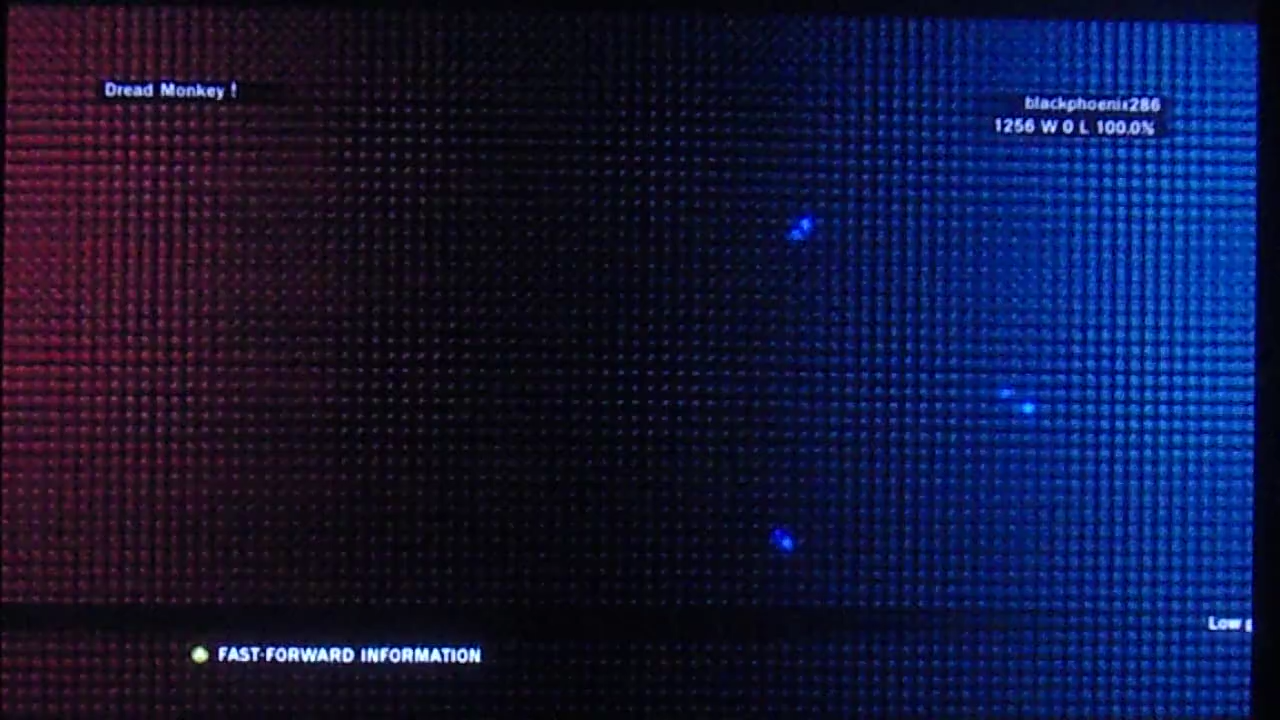 Dread Monkey !
blackphoenix286
1256 W 0 L 100.0%
Low
FAST-FORWARD INFORMATION